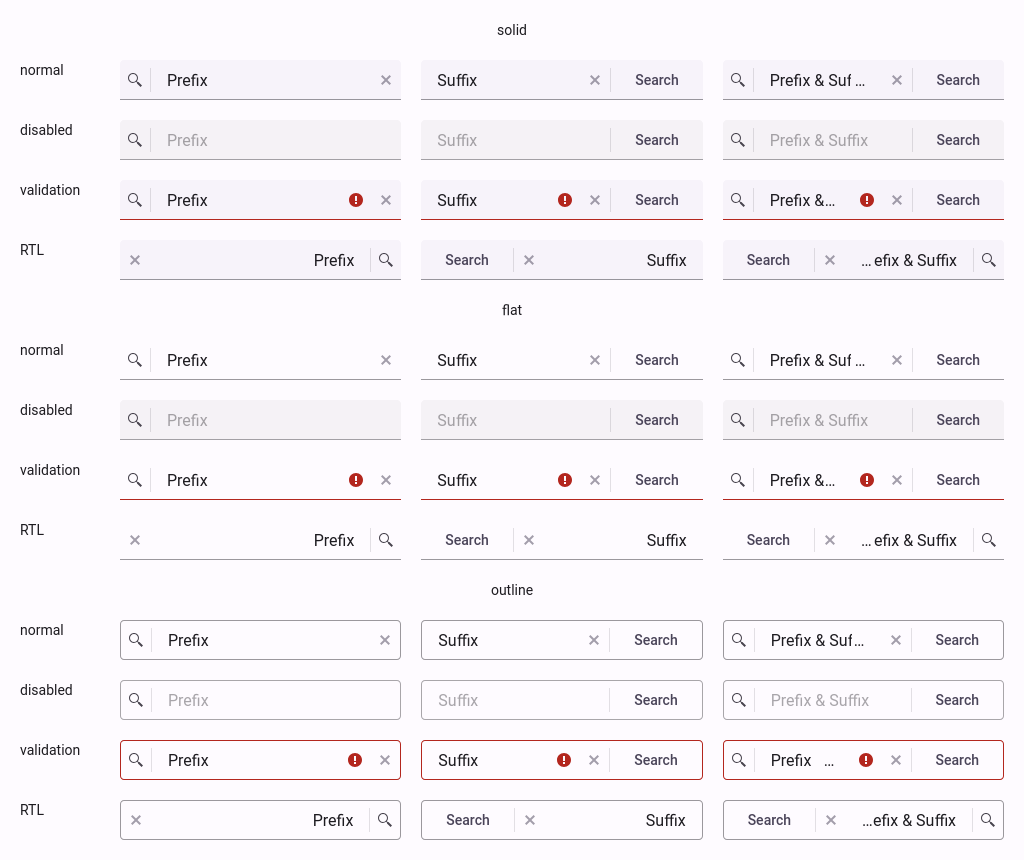 solid
normal Prefix Suffix Search Prefix & Suf ... Search
disabled Prefix Suffix Search Prefix & Suffix Search
validation Prefix Suffix Search Prefix &... Search
RTL Prefix Search Suffix Search ... efix & Suffix
flat
normal Prefix Suffix Search Prefix & Suf ... Search
disabled Prefix Suffix Search Prefix & Suffix Search
validation Prefix Suffix Search Prefix &... Search
RTL Prefix Search Suffix Search ... efix & Suffix
outline
normal Prefix Suffix Search Prefix & Suf... Search
disabled Prefix Suffix Search Prefix & Suffix Search
validation Prefix Suffix Search Prefix ... Search
RTL Prefix Search Suffix Search ...efix & Suffix